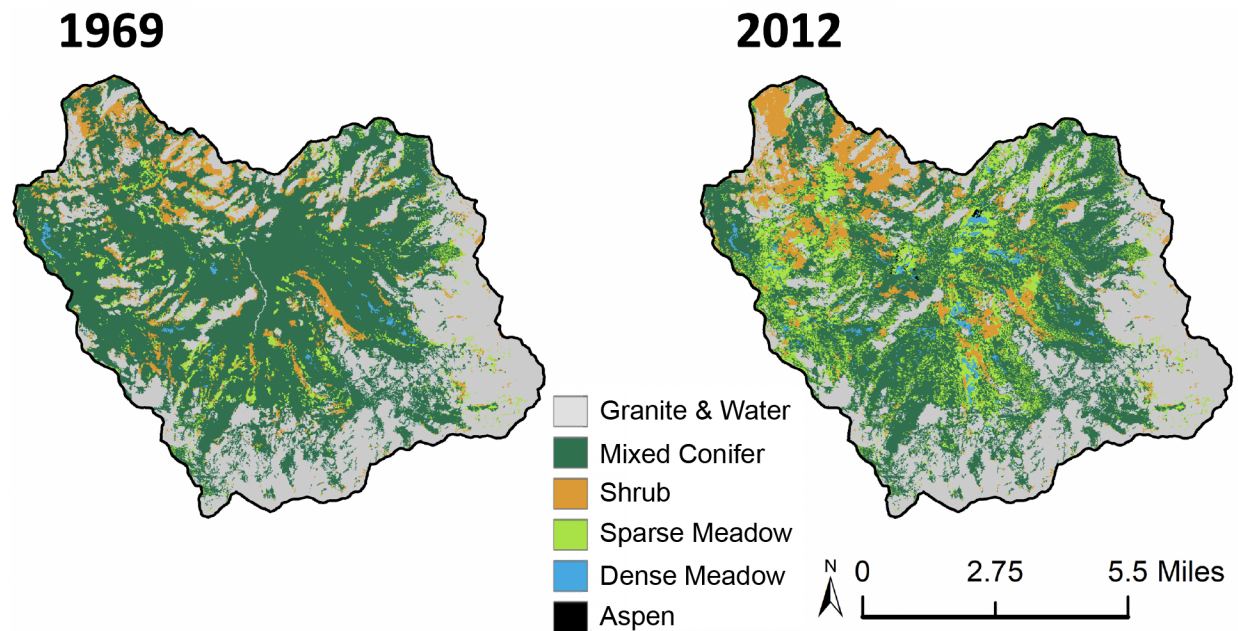 1969
2012
Granite & Water
Mixed Conifer
Shrub
Sparse Meadow
Dense Meadow
Aspen
N
0 2.75 5.5 Miles